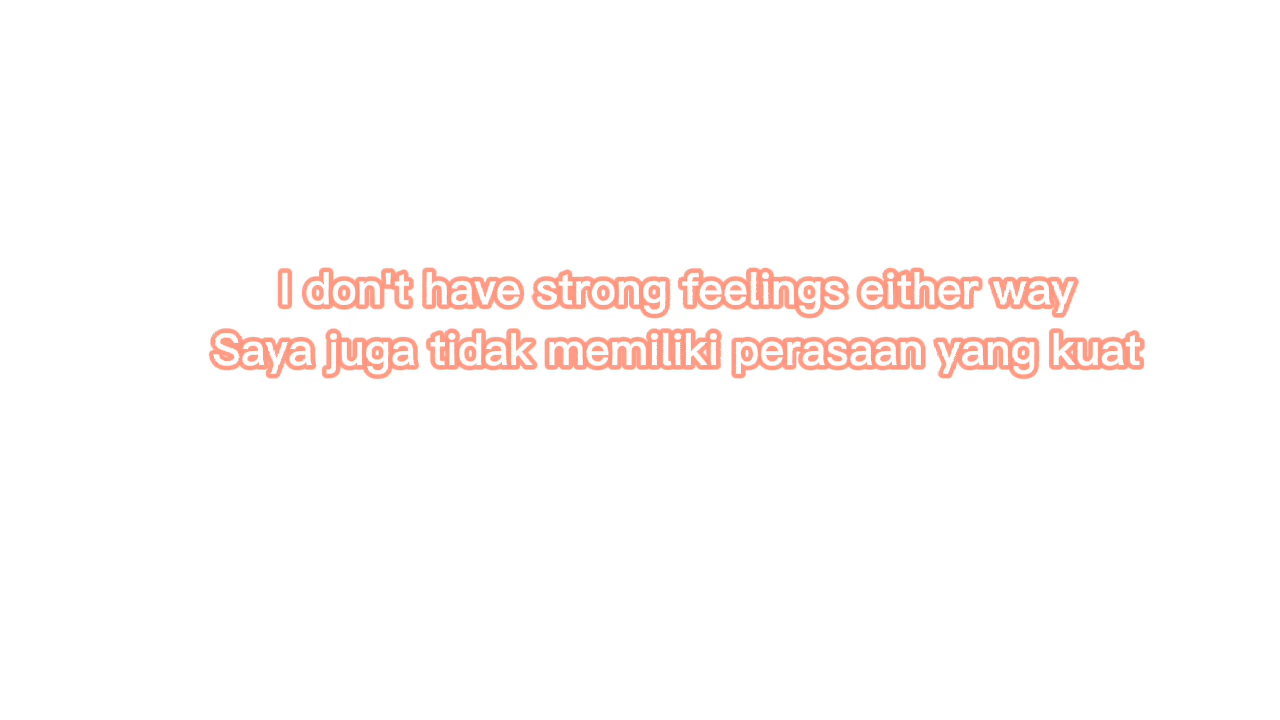 I don't have strong feelings either way
Saya juga tidak memiliki perasaan yang kuat